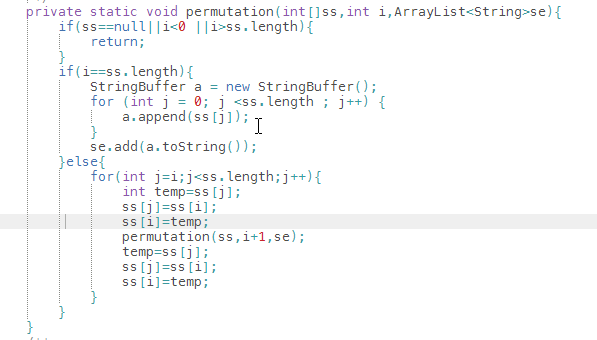 private static void permutation(int[]ss,int i,ArrayList<String>se){
if(ss==null||i<0 ||i>ss.length){
return;
}
if(i==ss.length){
StringBuffer a = new StringBuffer();
for (int j = 0; j <ss.length ; j++) {
a.append(ss[j]);
}
se.add(a.toString());
}else{
for(int j=i;j<ss.length;j++){
int temp=ss[j];
ss[j]=ss[i];
ss[i]=temp;
permutation(ss,i+1,se);
temp=ss[j];
ss[j]=ss[i];
ss[i]=temp;
}
}
}